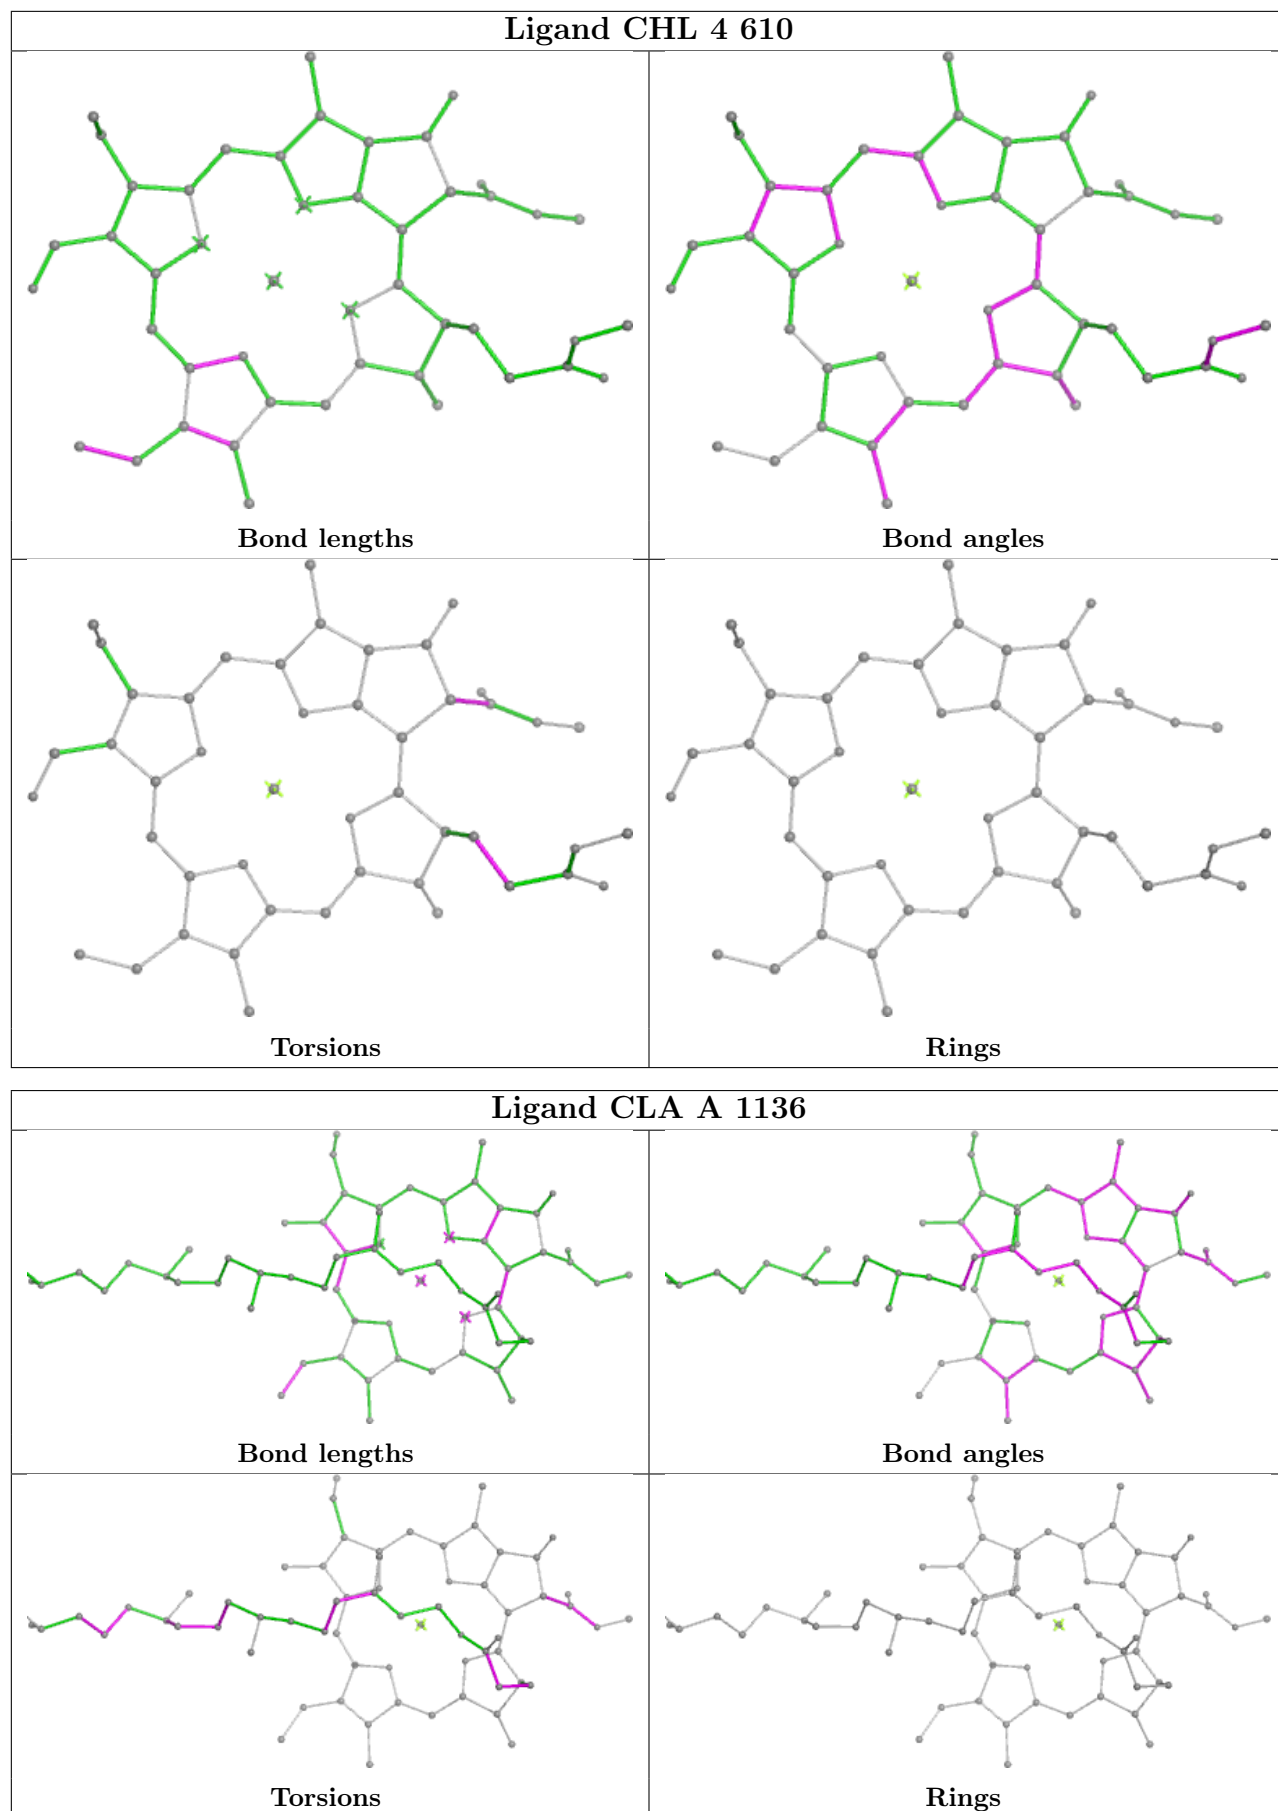 Ligand CHL 4 610
Bond lengths
Bond angles
Torsions
Rings
Ligand CLA A 1136
Bond lengths
Bond angles
Torsions
Rings